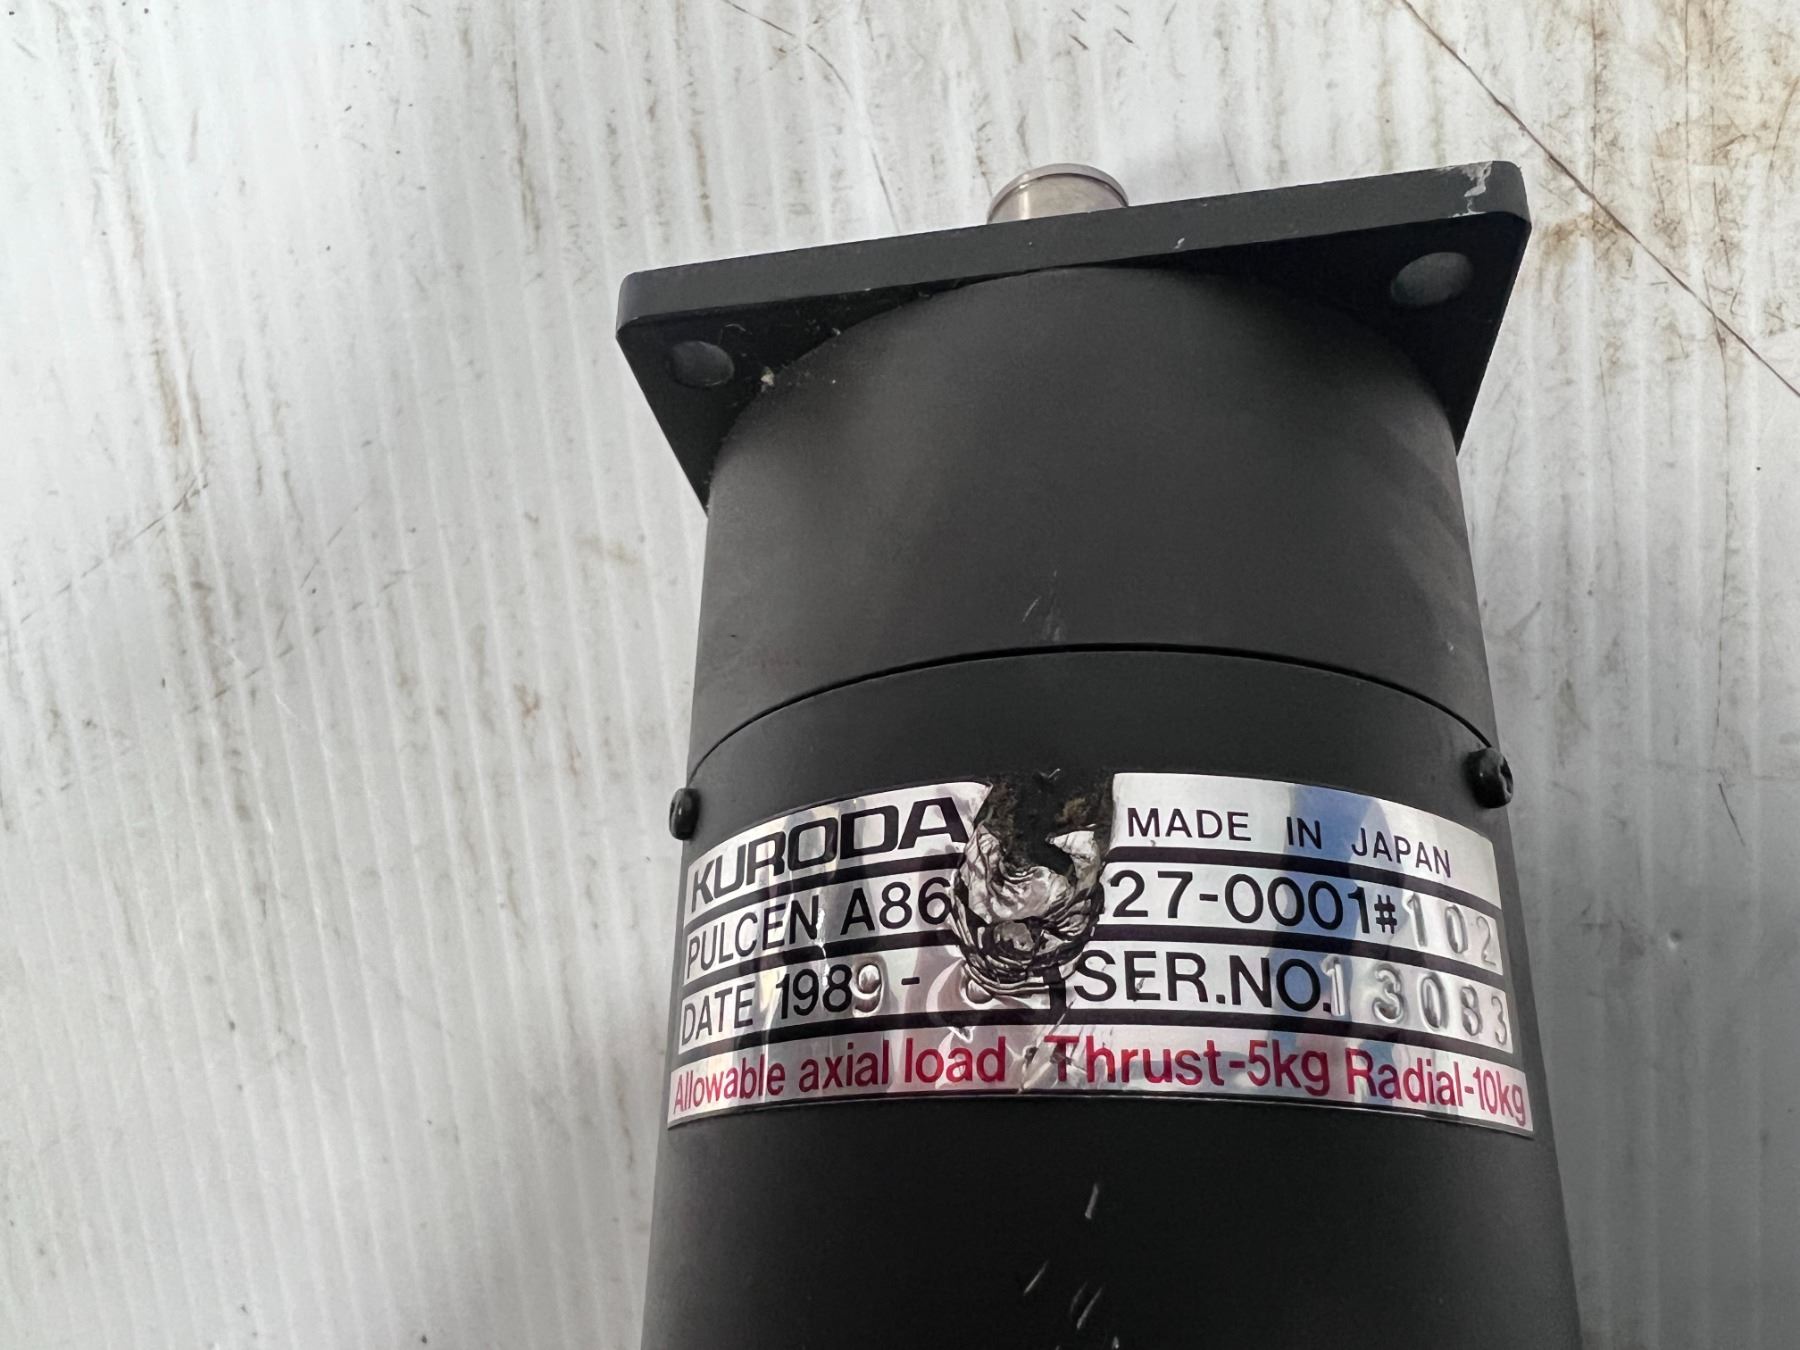 KURODA MADE IN JAPAN
PULCEN A86 27-0001#102
DATE 1989- SER.NO.13083
Allowable axial load Thrust-5kg Radial-10kg